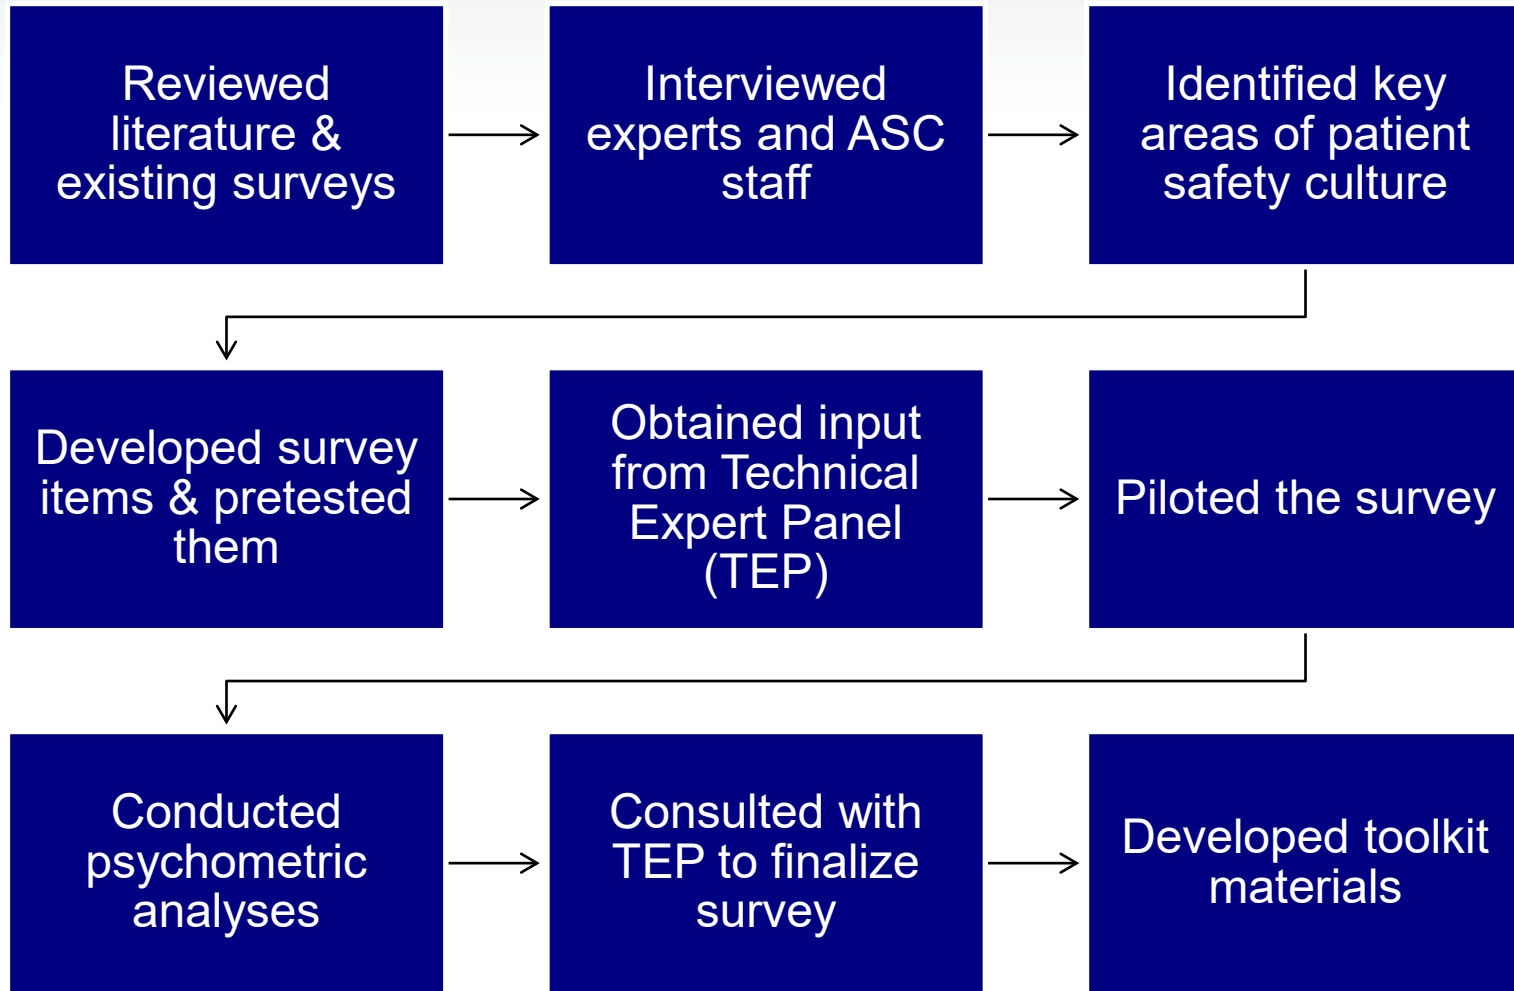 Reviewed
literature &
existing surveys
Interviewed
experts and ASC
staff
Identified key
areas of patient
safety culture
Developed survey
items & pretested
them
Obtained input
from Technical
Expert Panel
(TEP)
Piloted the survey
Conducted
psychometric
analyses
Consulted with
TEP to finalize
survey
Developed toolkit
materials